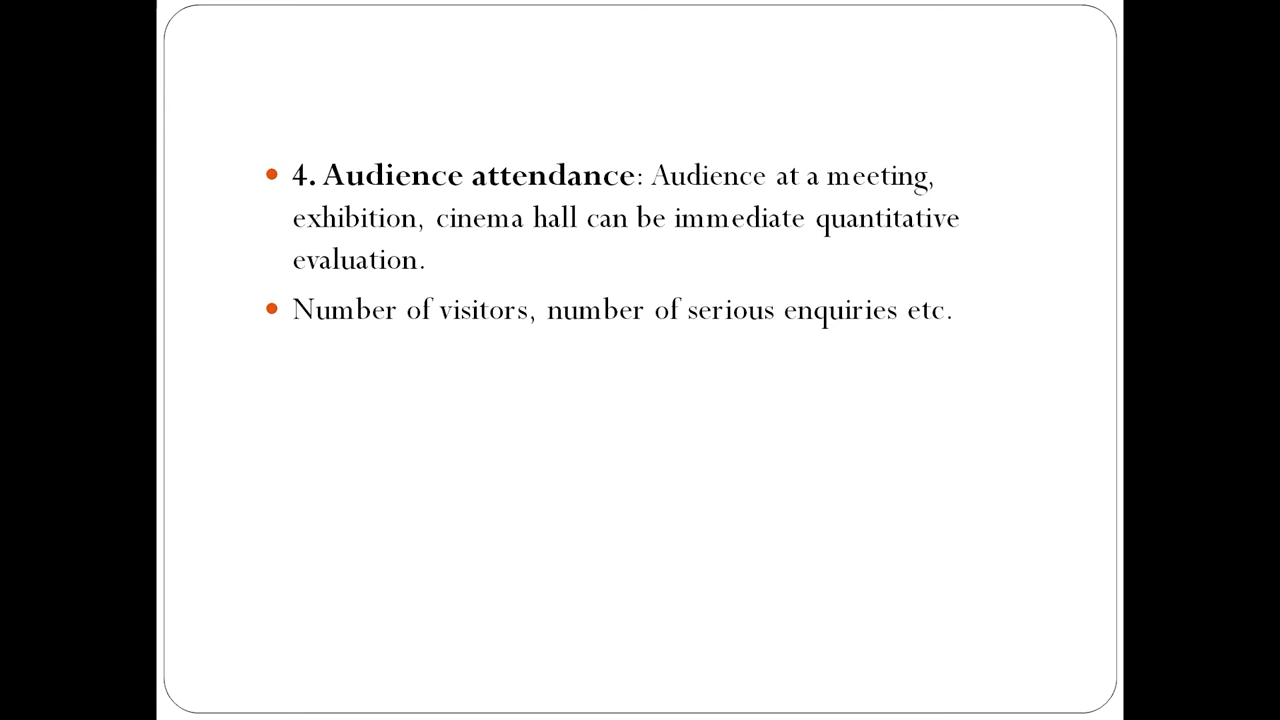 • 4. Audience attendance: Audience at a meeting,
exhibition, cinema hall can be immediate quantitative
evaluation.
• Number of visitors, number of serious enquiries etc.